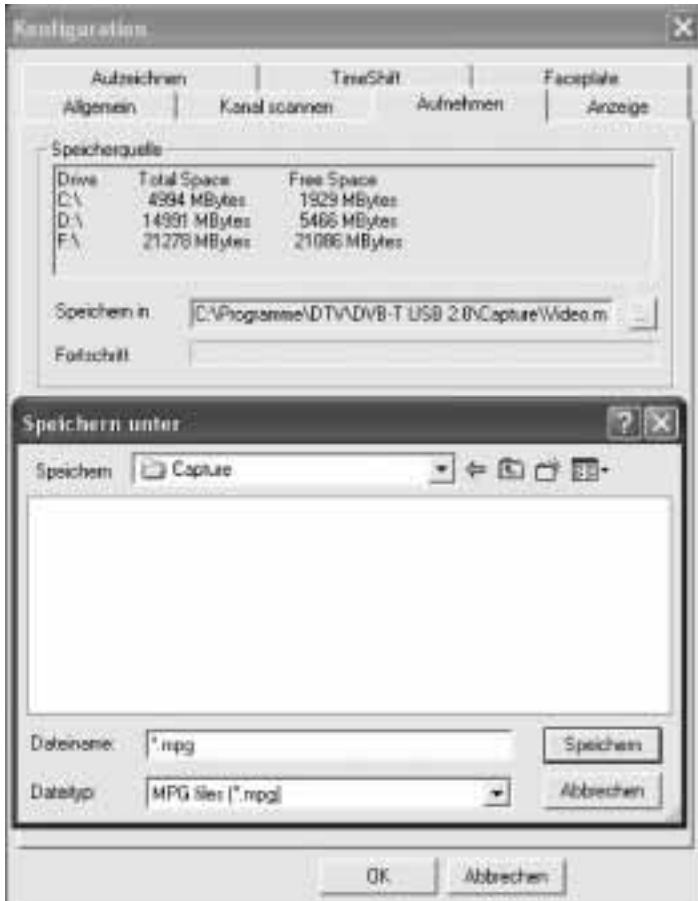 Konfiguration
Aufzeichnen TimeShift Faceplate
Allgemein Kanal scannen Aufnehmen Anzeige
Speicherquelle
Drive Total Space Free Space
C:\ 4994 MBytes 1929 MBytes
D:\ 14991 MBytes 5466 MBytes
F:\ 21278 MBytes 21086 MBytes
Speichern in C:\Programme\DTV\DVB-T USB 2.0\Capture\Video.m ...
Fortschritt
Speichern unter
Speichern Capture
Dateiname: *.mpg Speichern
Dateityp: MPG files (*.mpg) Abbrechen
OK Abbrechen